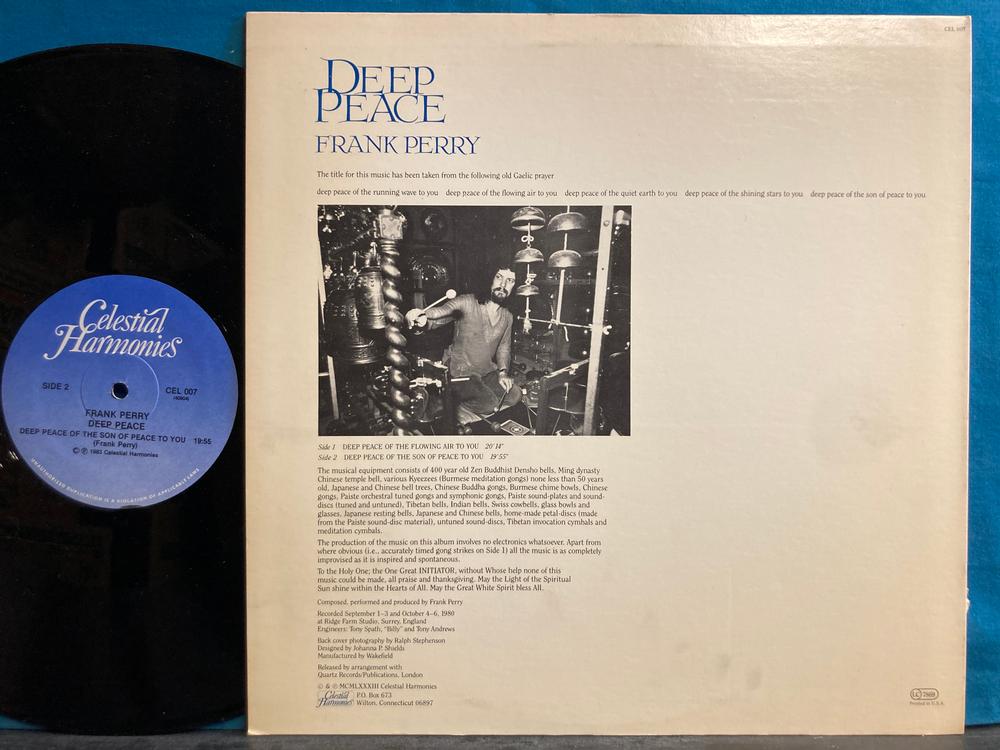 Celestial
Harmonies
SIDE 2
CEL 007
(40904)
FRANK PERRY
DEEP PEACE
DEEP PEACE OF THE SON OF PEACE TO YOU 19:55
(Frank Perry)
© ℗ 1983 Celestial Harmonies
UNAUTHORIZED DUPLICATION IS A VIOLATION OF APPLICABLE LAWS
CEL 007
DEEP
PEACE
FRANK PERRY
The title for this music has been taken from the following old Gaelic prayer
deep peace of the running wave to you deep peace of the flowing air to you deep peace of the quiet earth to you deep peace of the shining stars to you deep peace of the son of peace to you.
Side 1 DEEP PEACE OF THE FLOWING AIR TO YOU 20'14"
Side 2 DEEP PEACE OF THE SON OF PEACE TO YOU 19'55"
The musical equipment consists of 400 year old Zen Buddhist Densho bells, Ming dynasty
Chinese temple bell, various Kyeezees (Burmese meditation gongs) none less than 50 years
old, Japanese and Chinese bell trees, Chinese Buddha gongs, Burmese chime bowls, Chinese
gongs, Paiste orchestral tuned gongs and symphonic gongs, Paiste sound-plates and sound-
discs (tuned and untuned), Tibetan bells, Indian bells, Swiss cowbells, glass bowls and
glasses, Japanese resting bells, Japanese and Chinese bells, home-made petal-discs (made
from the Paiste sound-disc material), untuned sound-discs, Tibetan invocation cymbals and
meditation cymbals.
The production of the music on this album involves no electronics whatsoever. Apart from
where obvious (i.e., accurately timed gong strikes on Side 1) all the music is as completely
improvised as it is inspired and spontaneous.
To the Holy One; the One Great INITIATOR, without Whose help none of this
music could be made, all praise and thanksgiving. May the Light of the Spiritual
Sun shine within the Hearts of All. May the Great White Spirit bless All.
Composed, performed and produced by Frank Perry
Recorded September 1–3 and October 4–6, 1980
at Ridge Farm Studio, Surrey, England
Engineers: Tony Spath, "Billy" and Tony Andrews
Back cover photography by Ralph Stephenson
Designed by Johanna P. Shields
Manufactured by Wakefield
Released by arrangement with
Quartz Records/Publications, London
© & ℗ MCMLXXXIII Celestial Harmonies
Celestial
Harmonies
P.O. Box 673
Wilton, Connecticut 06897
LC 7869
Printed in U.S.A.